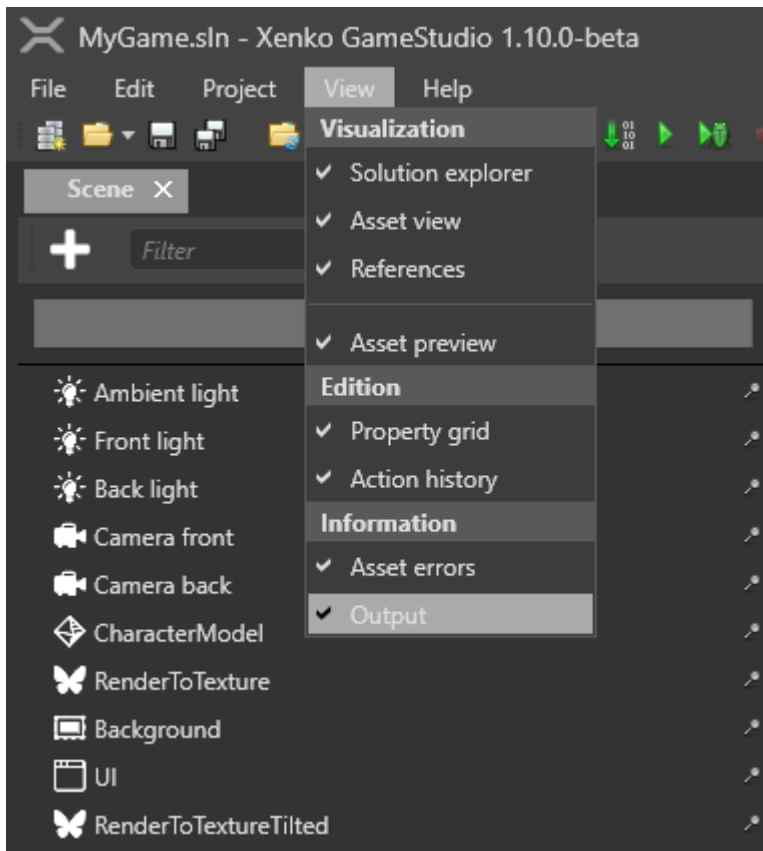 MyGame.sln - Xenko GameStudio 1.10.0-beta
File Edit Project View Help
Visualization
Solution explorer
Asset view
References
Asset preview
Edition
Property grid
Action history
Information
Asset errors
Output
Scene
Filter
Ambient light
Front light
Back light
Camera front
Camera back
CharacterModel
RenderToTexture
Background
UI
RenderToTextureTilted